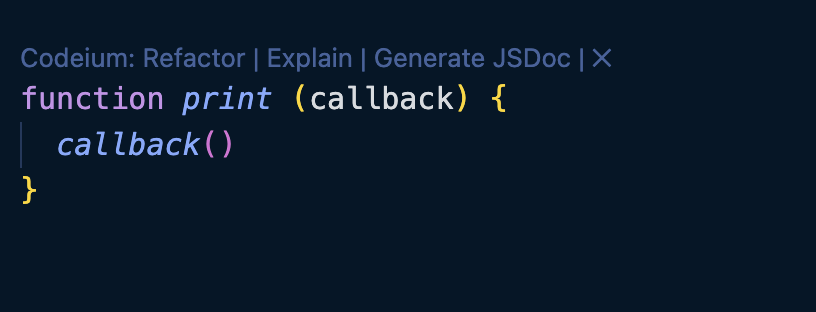 Codeium: Refactor | Explain | Generate JSDoc | ×
function print (callback) {
  callback()
}